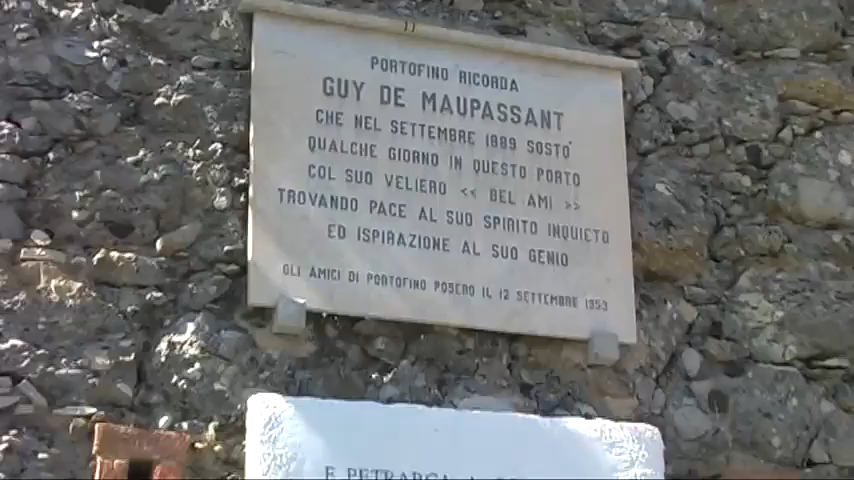 PORTOFINO RICORDA
GUY DE MAUPASSANT
CHE NEL SETTEMBRE 1889 SOSTO'
QUALCHE GIORNO IN QUESTO PORTO
COL SUO VELIERO << BEL AMI >>
TROVANDO PACE AL SUO SPIRITO INQUIETO
ED ISPIRAZIONE AL SUO GENIO
GLI AMICI DI PORTOFINO POSERO IL 12 SETTEMBRE 1953
F. PETRARCA